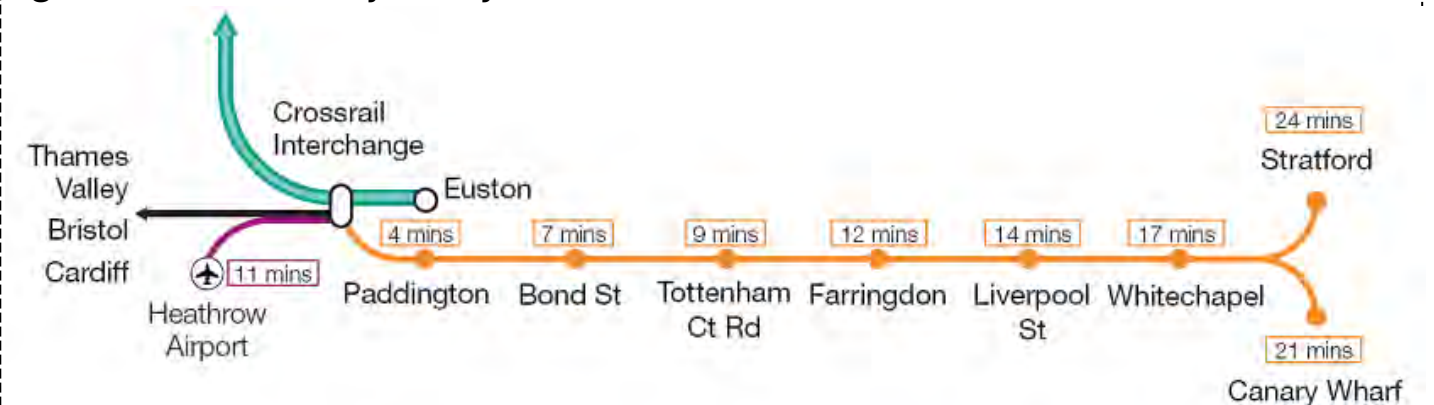 Crossrail
Interchange
Thames
Valley
Bristol
Cardiff
Euston
11 mins
Heathrow
Airport
4 mins
Paddington
7 mins
Bond St
9 mins
Tottenham
Ct Rd
12 mins
Farringdon
14 mins
Liverpool
St
17 mins
Whitechapel
24 mins
Stratford
21 mins
Canary Wharf